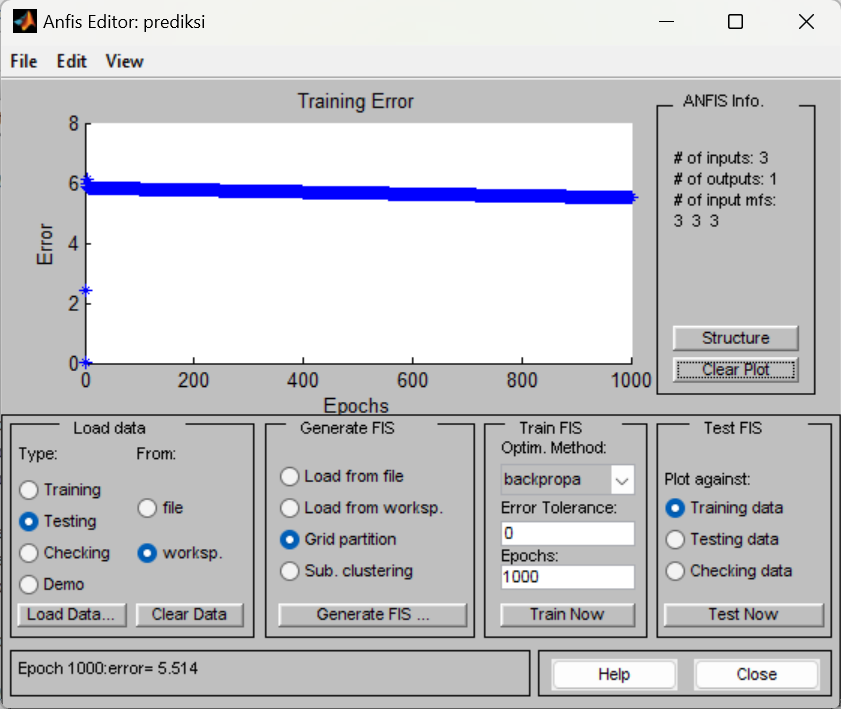 Anfis Editor: prediksi
File Edit View
Training Error
8
6
4
2
0
Error
0 200 400 600 800 1000
Epochs
ANFIS Info.
# of inputs: 3
# of outputs: 1
# of input mfs:
3 3 3
Structure
Clear Plot
Load data
Type: From:
Training
Testing
Checking
Demo
file
worksp.
Load Data... Clear Data
Generate FIS
Load from file
Load from worksp.
Grid partition
Sub. clustering
Generate FIS ...
Train FIS
Optim. Method:
backpropa
Error Tolerance:
0
Epochs:
1000
Train Now
Test FIS
Plot against:
Training data
Testing data
Checking data
Test Now
Epoch 1000:error= 5.514
Help Close